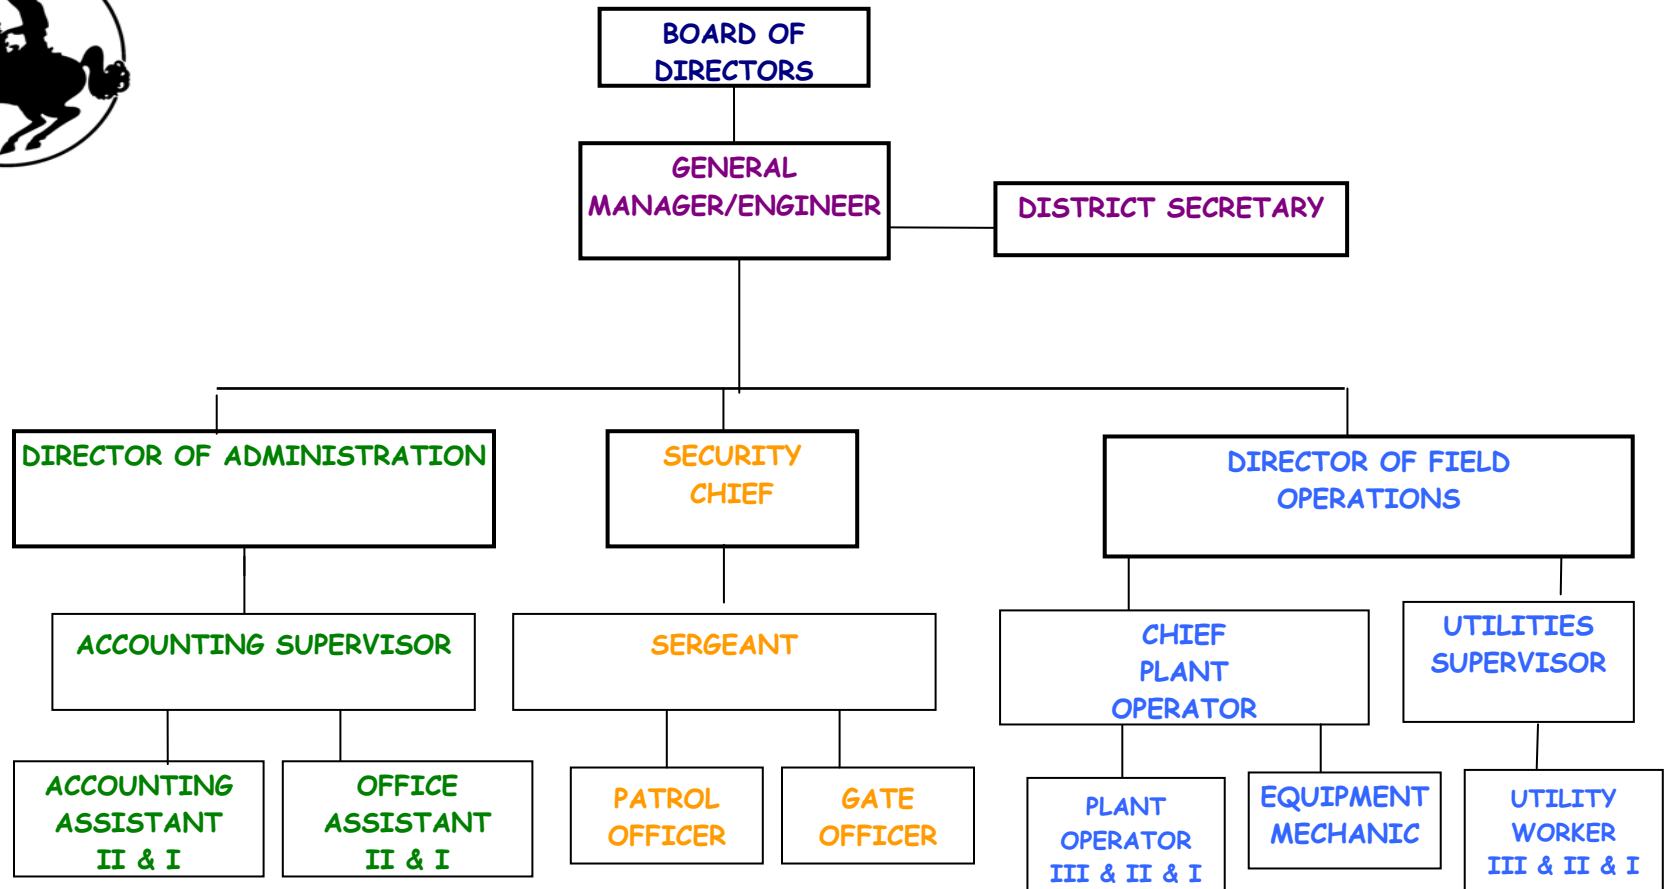 BOARD OF
DIRECTORS
GENERAL
MANAGER/ENGINEER
DISTRICT SECRETARY
DIRECTOR OF ADMINISTRATION
SECURITY
CHIEF
DIRECTOR OF FIELD
OPERATIONS
ACCOUNTING SUPERVISOR
SERGEANT
CHIEF
PLANT
OPERATOR
UTILITIES
SUPERVISOR
ACCOUNTING
ASSISTANT
II & I
OFFICE
ASSISTANT
II & I
PATROL
OFFICER
GATE
OFFICER
PLANT
OPERATOR
III & II & I
EQUIPMENT
MECHANIC
UTILITY
WORKER
III & II & I